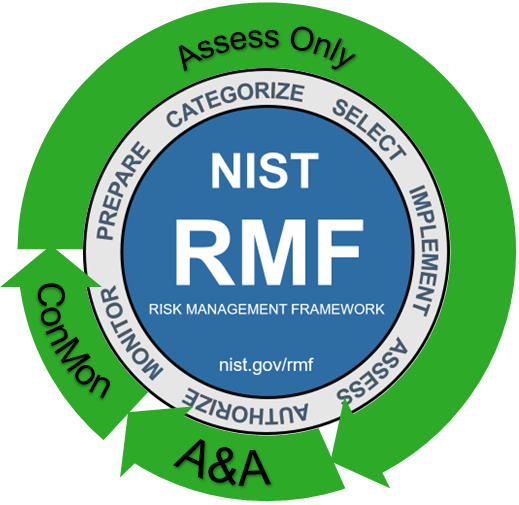 Assess Only
PREPARE
CATEGORIZE
SELECT
IMPLEMENT
ASSESS
AUTHORIZE
MONITOR
NIST
RMF
RISK MANAGEMENT FRAMEWORK
nist.gov/rmf
ConMon
A&A